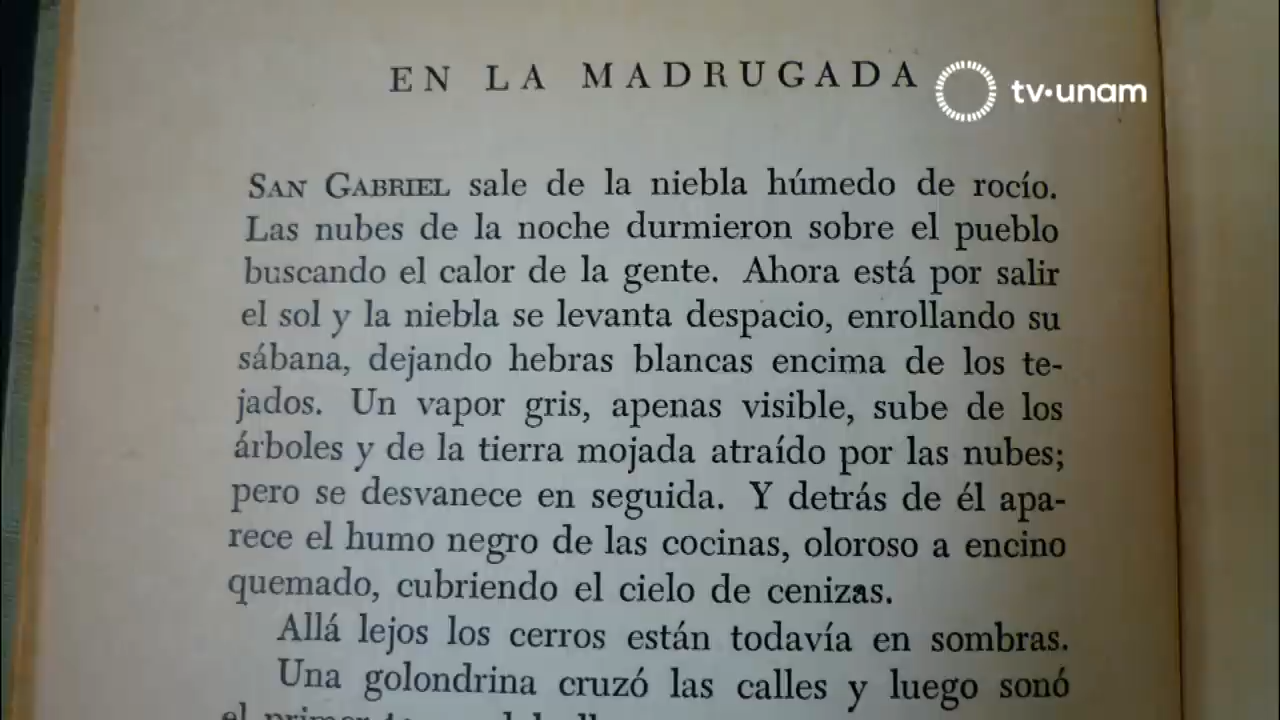 EN LA MADRUGADA
tv·unam
SAN GABRIEL sale de la niebla húmedo de rocío.
Las nubes de la noche durmieron sobre el pueblo
buscando el calor de la gente. Ahora está por salir
el sol y la niebla se levanta despacio, enrollando su
sábana, dejando hebras blancas encima de los te-
jados. Un vapor gris, apenas visible, sube de los
árboles y de la tierra mojada atraído por las nubes;
pero se desvanece en seguida. Y detrás de él apa-
rece el humo negro de las cocinas, oloroso a encino
quemado, cubriendo el cielo de cenizas.
Allá lejos los cerros están todavía en sombras.
Una golondrina cruzó las calles y luego sonó
el primer